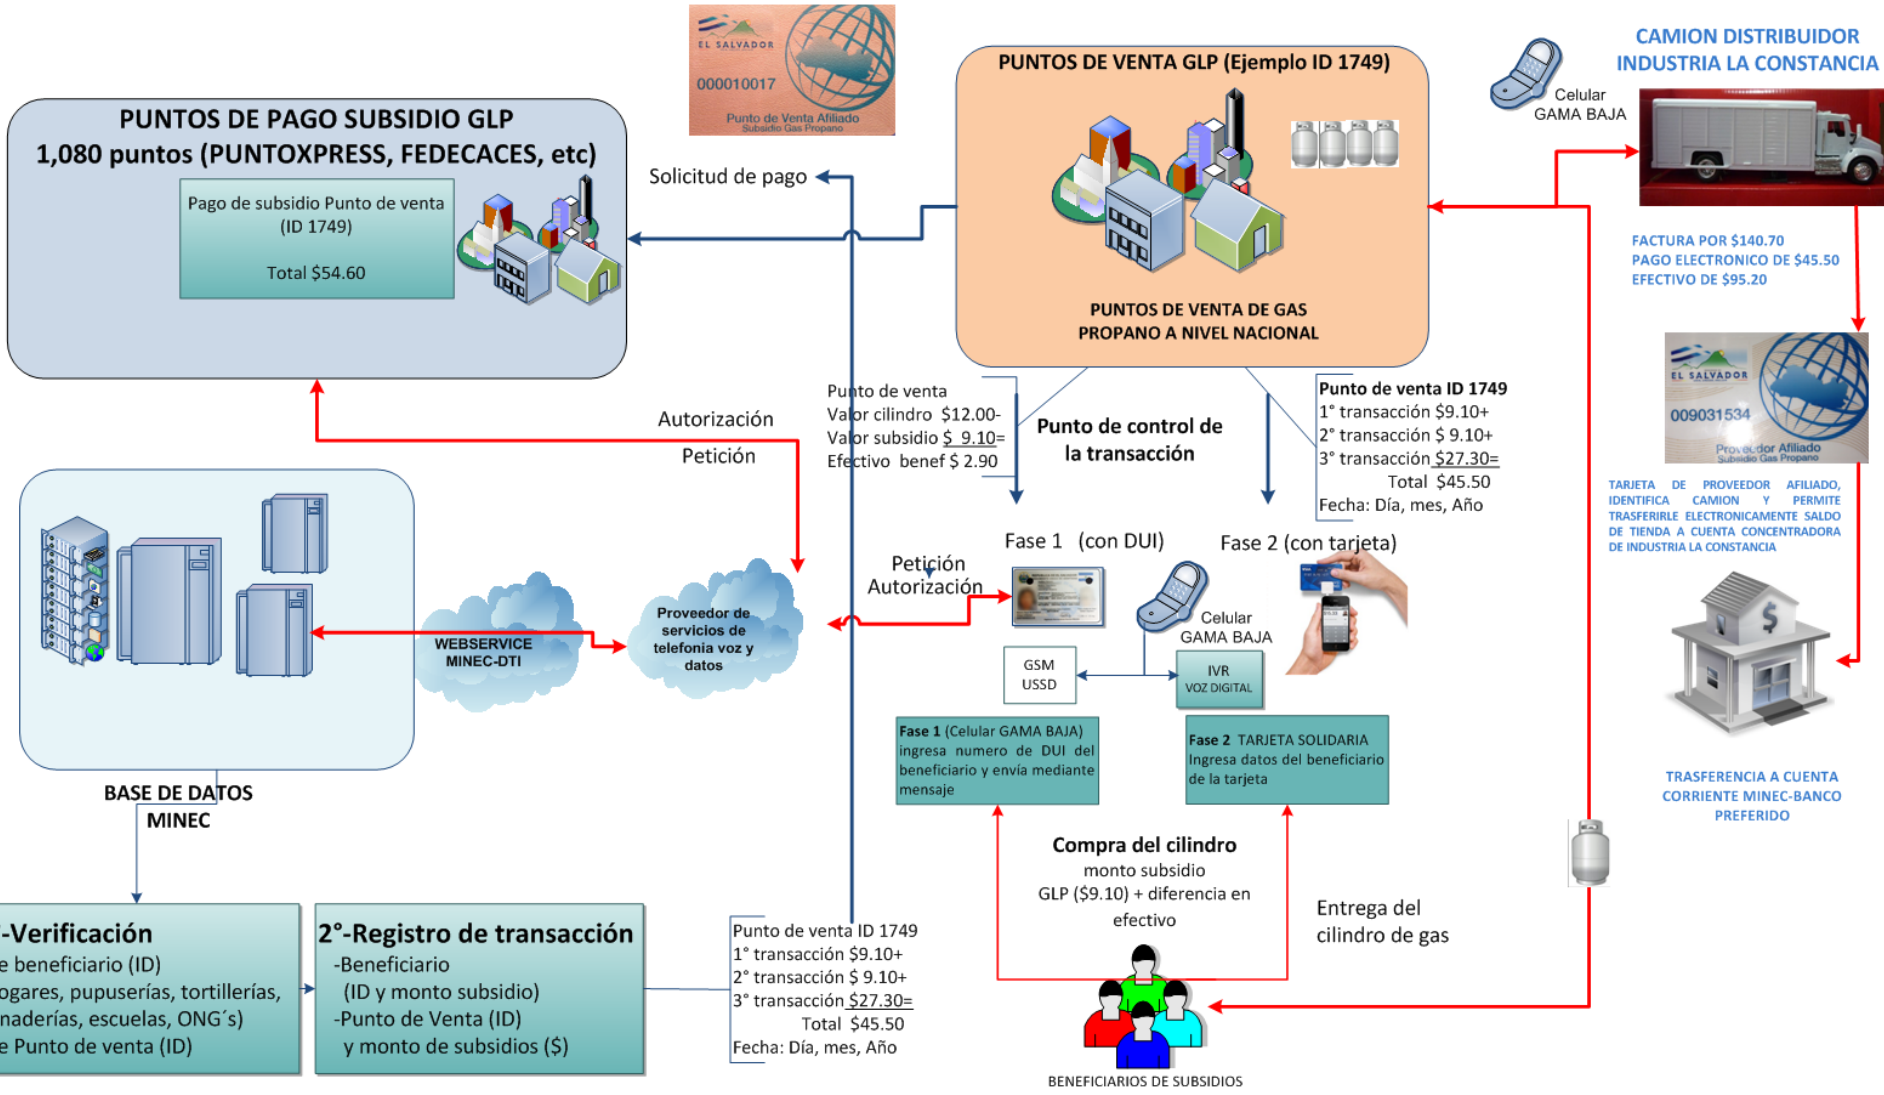 EL SALVADOR
000010017
Punto de Venta Afiliado
Subsidio Gas Propano
PUNTOS DE PAGO SUBSIDIO GLP
1,080 puntos (PUNTOXPRESS, FEDECACES, etc)
Pago de subsidio Punto de venta
(ID 1749)
Total $54.60
Solicitud de pago
PUNTOS DE VENTA GLP (Ejemplo ID 1749)
PUNTOS DE VENTA DE GAS
PROPANO A NIVEL NACIONAL
CAMION DISTRIBUIDOR
INDUSTRIA LA CONSTANCIA
Celular
GAMA BAJA
FACTURA POR $140.70
PAGO ELECTRONICO DE $45.50
EFECTIVO DE $95.20
EL SALVADOR
009031534
Proveedor Afiliado
Subsidio Gas Propano
TARJETA DE PROVEEDOR AFILIADO,
IDENTIFICA CAMION Y PERMITE
TRASFERIRLE ELECTRONICAMENTE SALDO
DE TIENDA A CUENTA CONCENTRADORA
DE INDUSTRIA LA CONSTANCIA
TRASFERENCIA A CUENTA
CORRIENTE MINEC-BANCO
PREFERIDO
Punto de venta
Valor cilindro $12.00-
Valor subsidio $ 9.10=
Efectivo benef $ 2.90
Punto de control de
la transacción
Punto de venta ID 1749
1° transacción $9.10+
2° transacción $ 9.10+
3° transacción $27.30=
Total $45.50
Fecha: Día, mes, Año
Autorización
Petición
Fase 1 (con DUI)
Fase 2 (con tarjeta)
Petición
Autorización
Celular
GAMA BAJA
GSM
USSD
IVR
VOZ DIGITAL
WEBSERVICE
MINEC-DTI
Proveedor de
servicios de
telefonia voz y
datos
Fase 1 (Celular GAMA BAJA)
ingresa numero de DUI del
beneficiario y envía mediante
mensaje
Fase 2 TARJETA SOLIDARIA
Ingresa datos del beneficiario
de la tarjeta
BASE DE DATOS
MINEC
Compra del cilindro
monto subsidio
GLP ($9.10) + diferencia en
efectivo
Entrega del
cilindro de gas
BENEFICIARIOS DE SUBSIDIOS
-Verificación
e beneficiario (ID)
ogares, pupuserías, tortillerías,
naderías, escuelas, ONG´s)
e Punto de venta (ID)
2°-Registro de transacción
-Beneficiario
(ID y monto subsidio)
-Punto de Venta (ID)
y monto de subsidios ($)
Punto de venta ID 1749
1° transacción $9.10+
2° transacción $ 9.10+
3° transacción $27.30=
Total $45.50
Fecha: Día, mes, Año